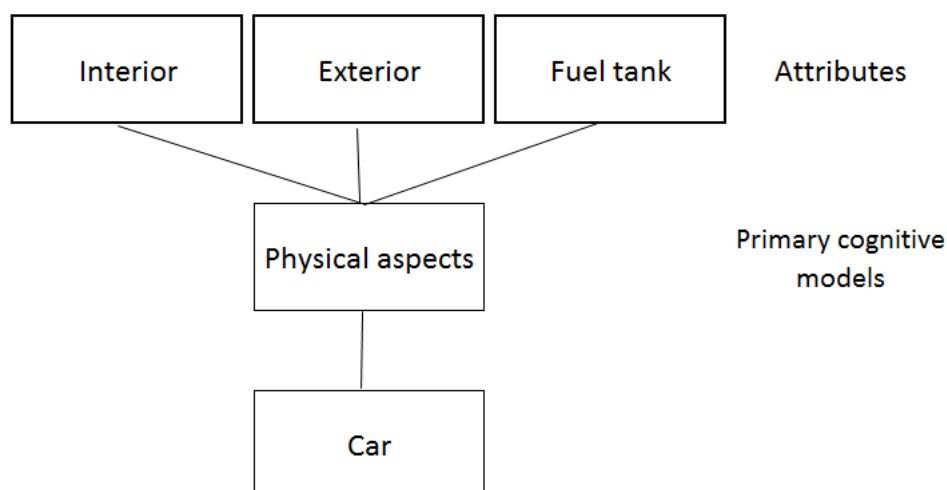 Interior
Exterior
Fuel tank
Attributes
Physical aspects
Primary cognitive
models
Car